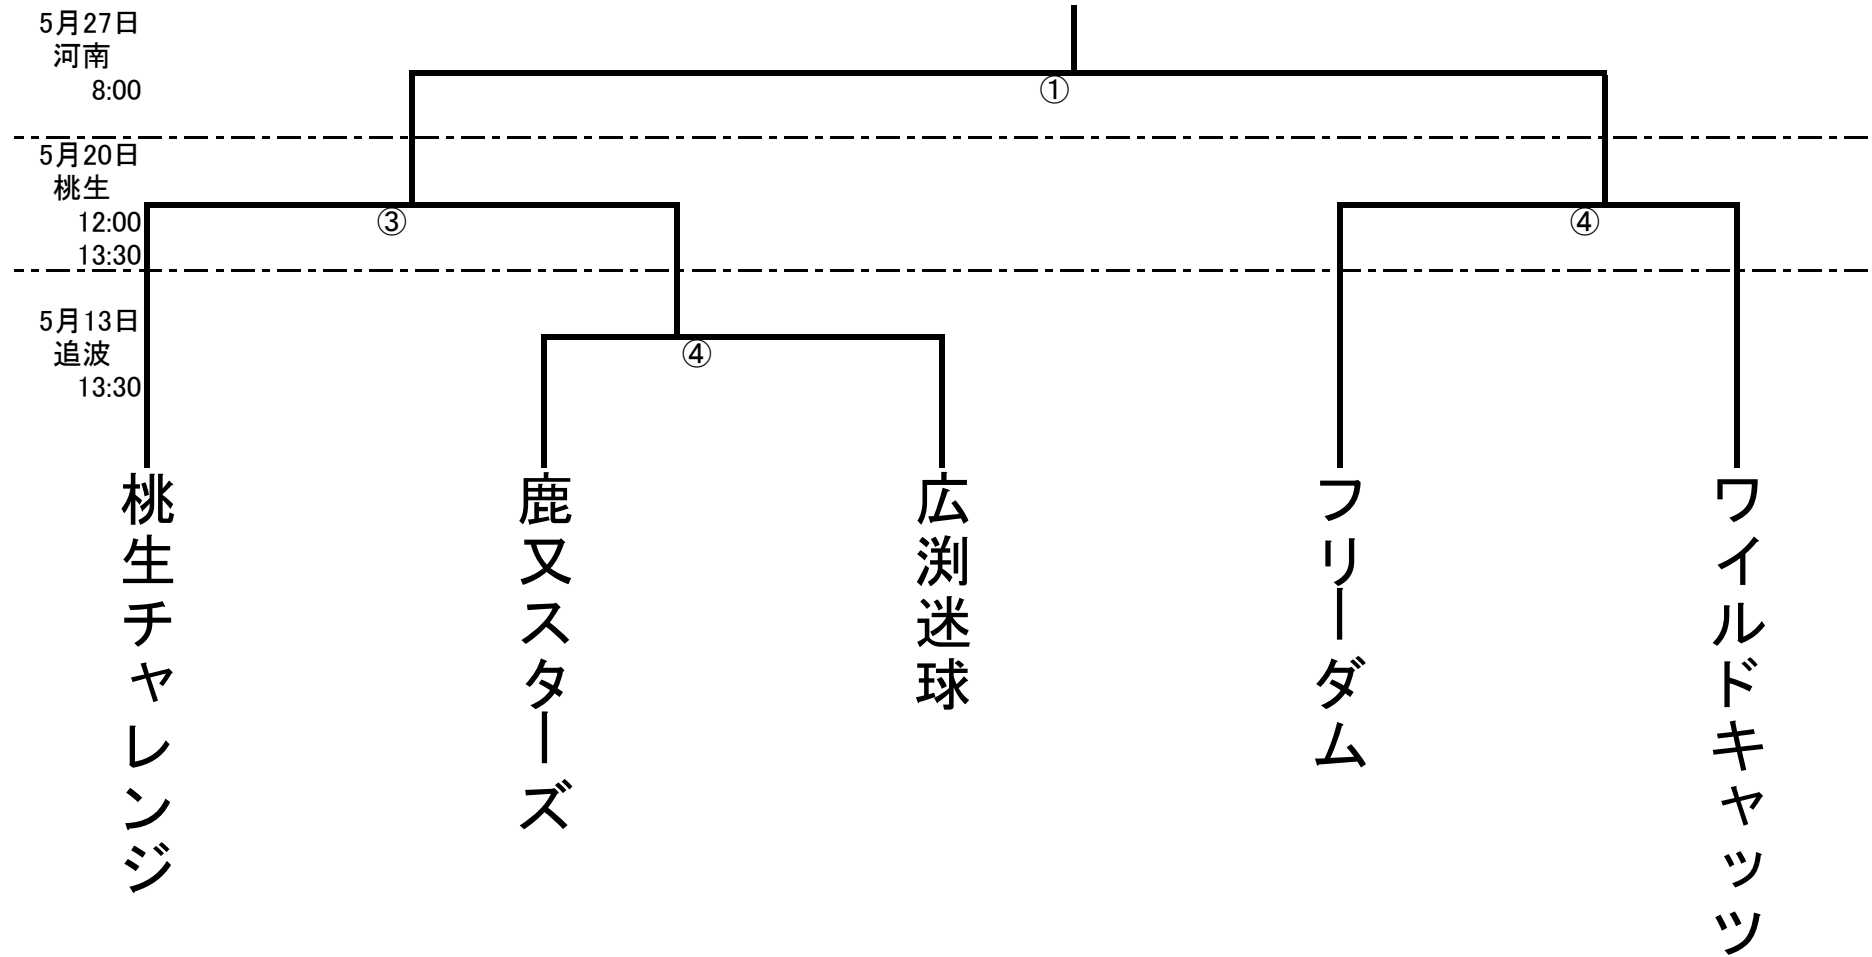 5月27日
河南
8:00
①
5月20日
桃生
12:00
13:30
③
④
5月13日
追波
13:30
④
桃生チャレンジ
鹿又スターズ
広渕迷球
フリーダム
ワイルドキャッツ